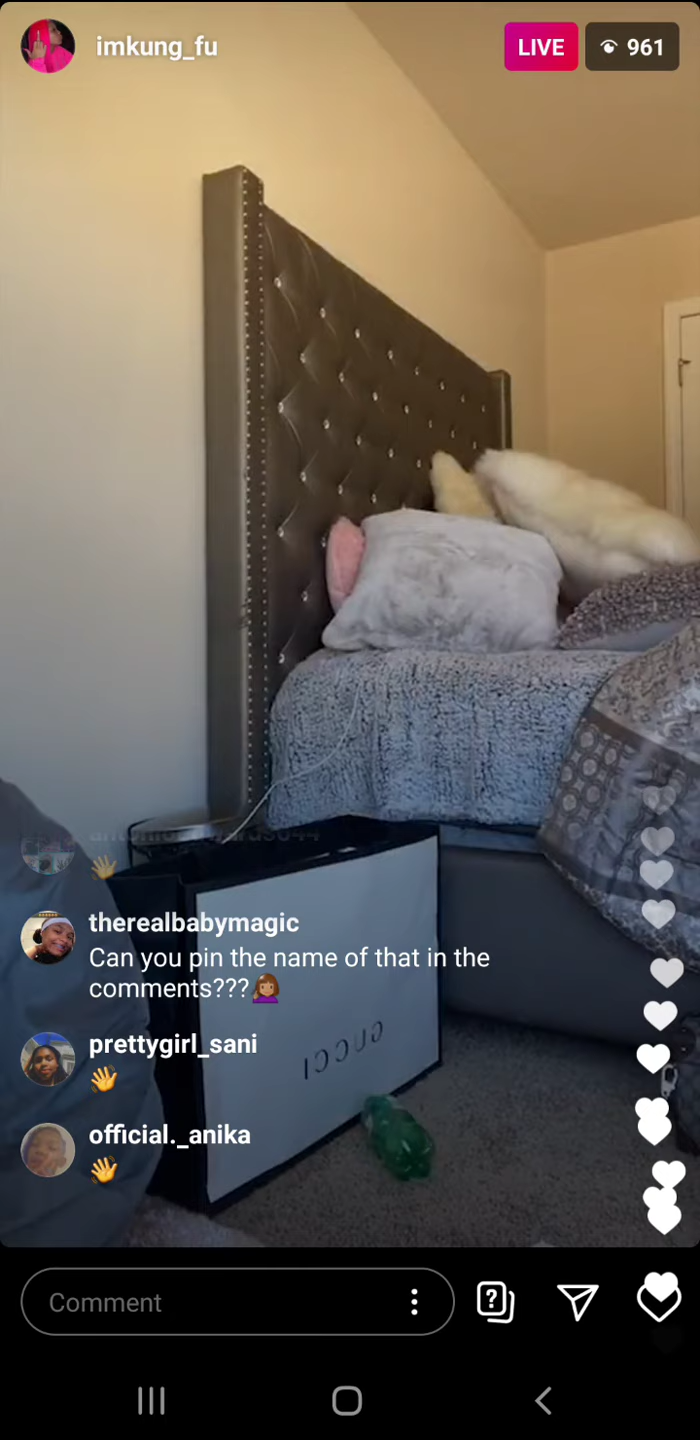 imkung_fu
LIVE
961
therealbabymagic
Can you pin the name of that in the
comments???💁🏽‍♀️
prettygirl_sani
👋
official._anika
👋
GUCCI
Comment